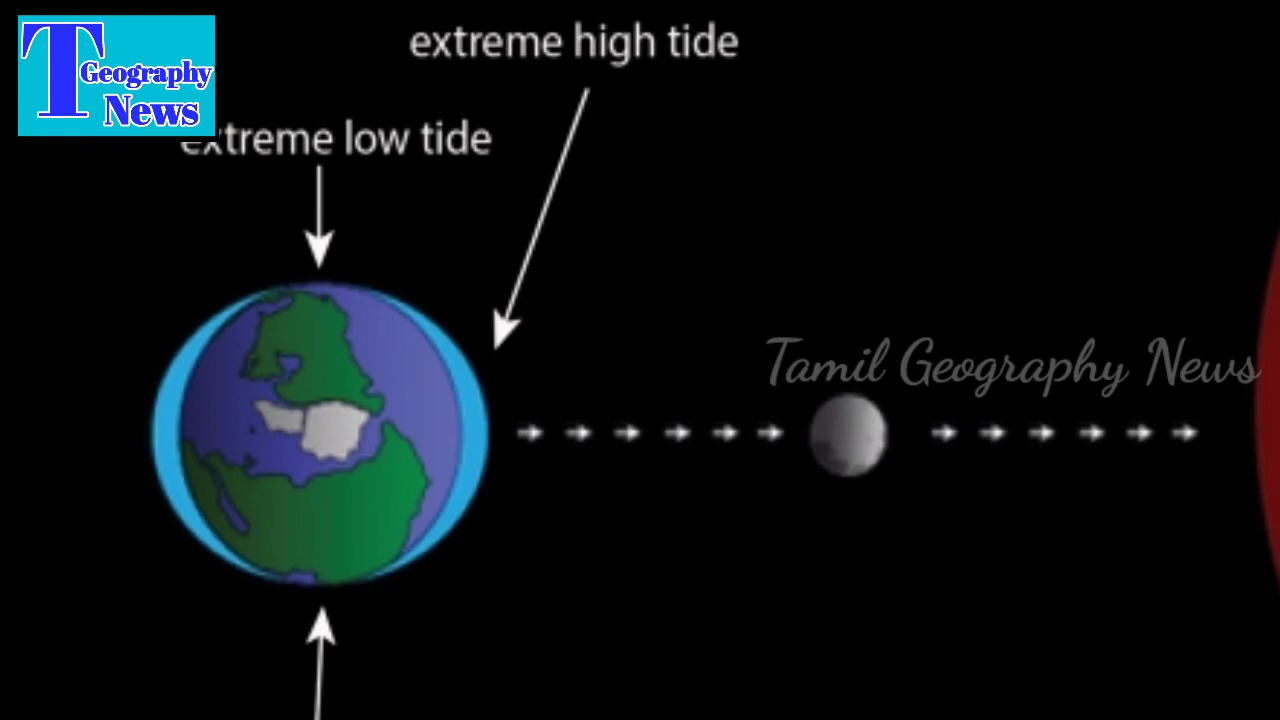 T Geography
News
extreme high tide
extreme low tide
Tamil Geography News